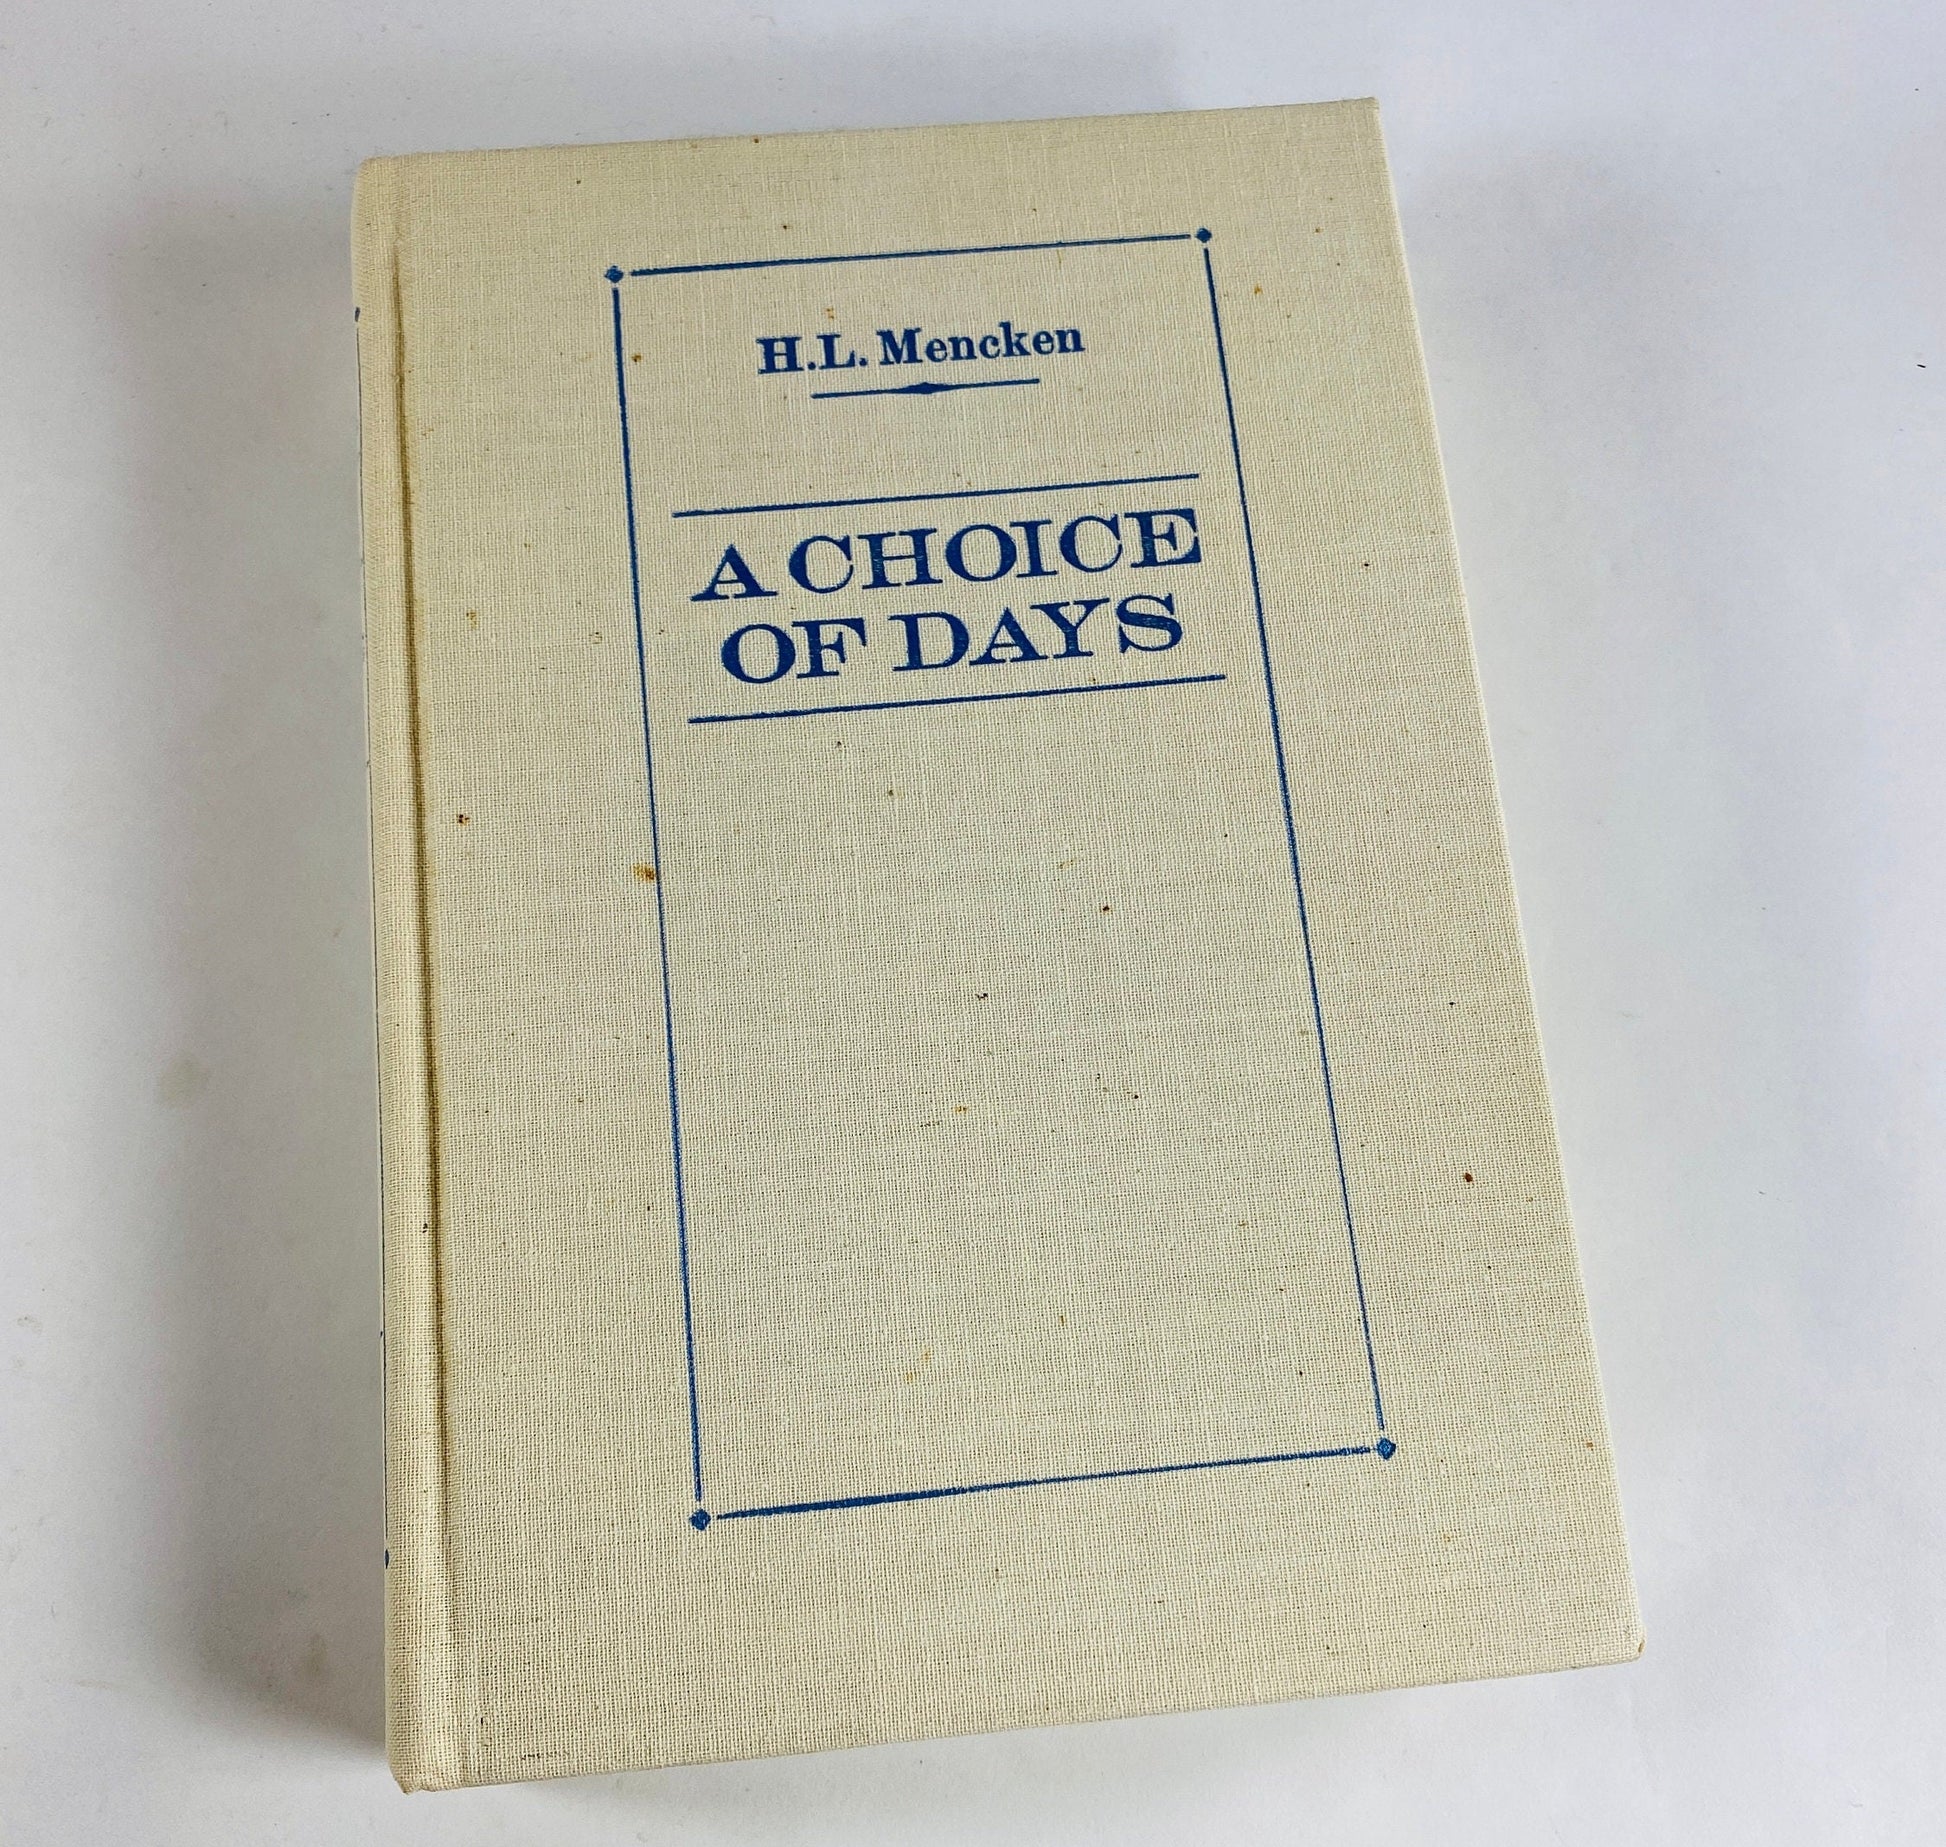 H.L. Mencken
A CHOICE
OF DAYS